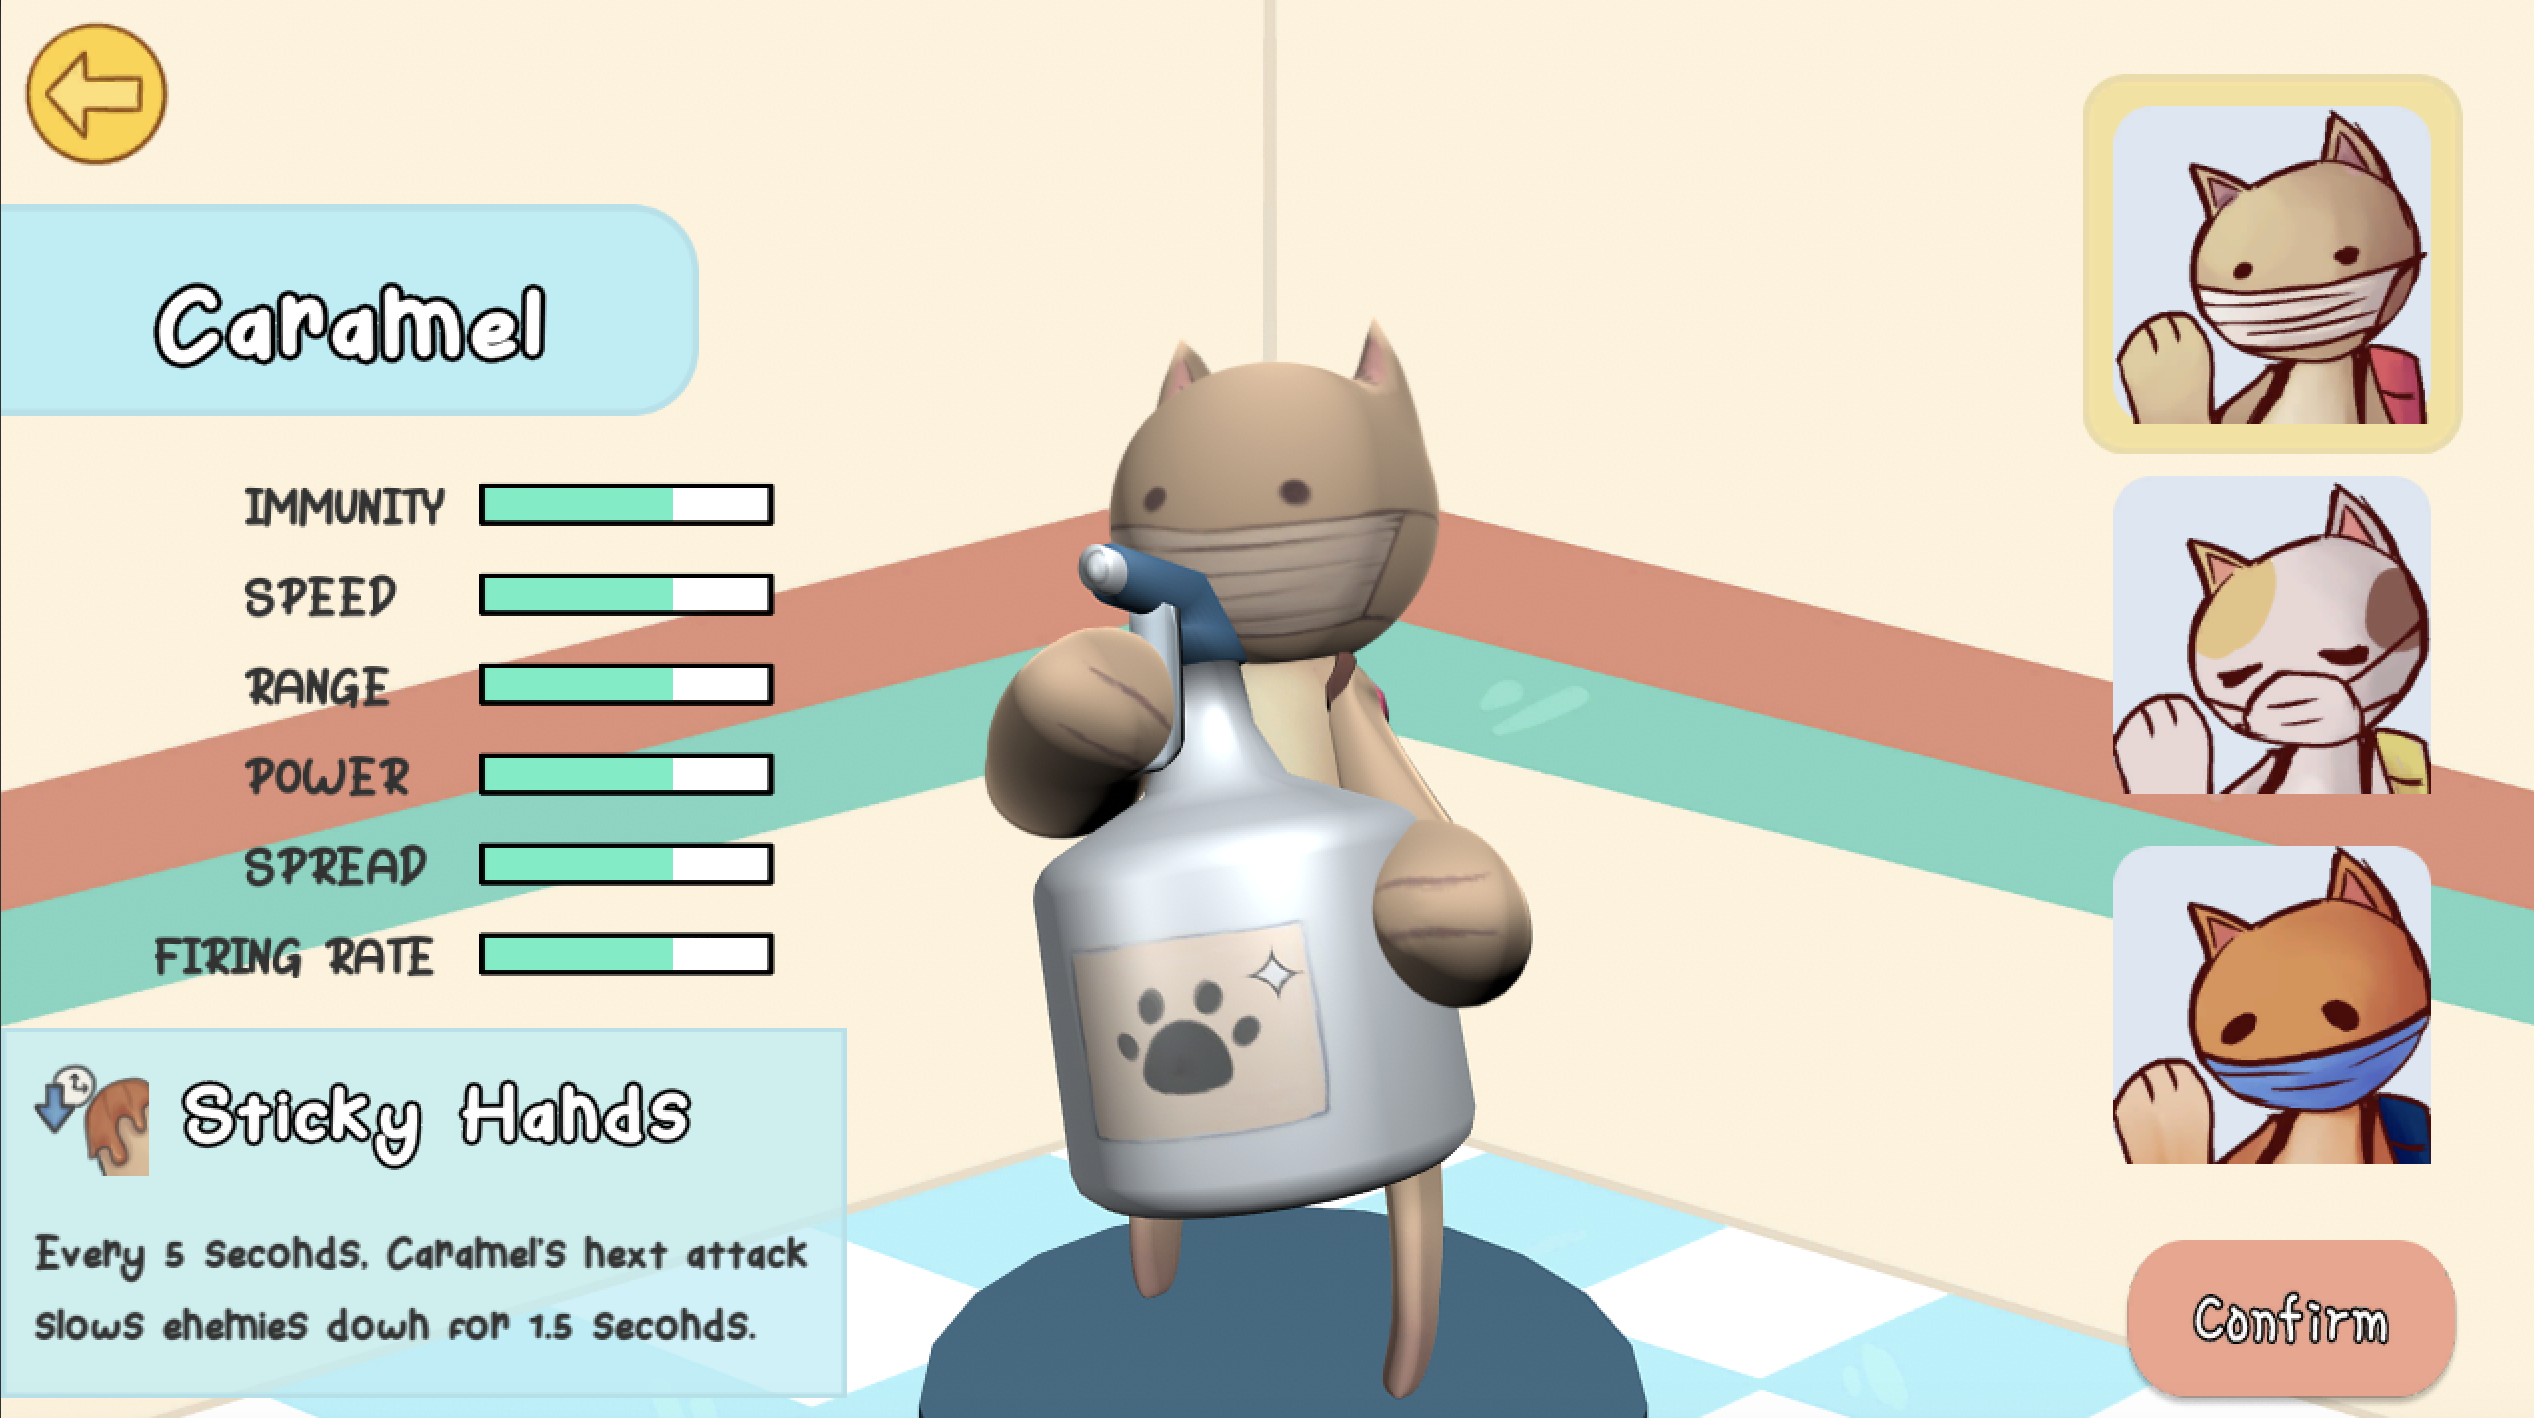 Caramel
IMMUNITY
SPEED
RANGE
POWER
SPREAD
FIRING RATE
Sticky Hands
Every 5 seconds, Caramel's next attack
slows enemies down for 1.5 seconds.
Confirm